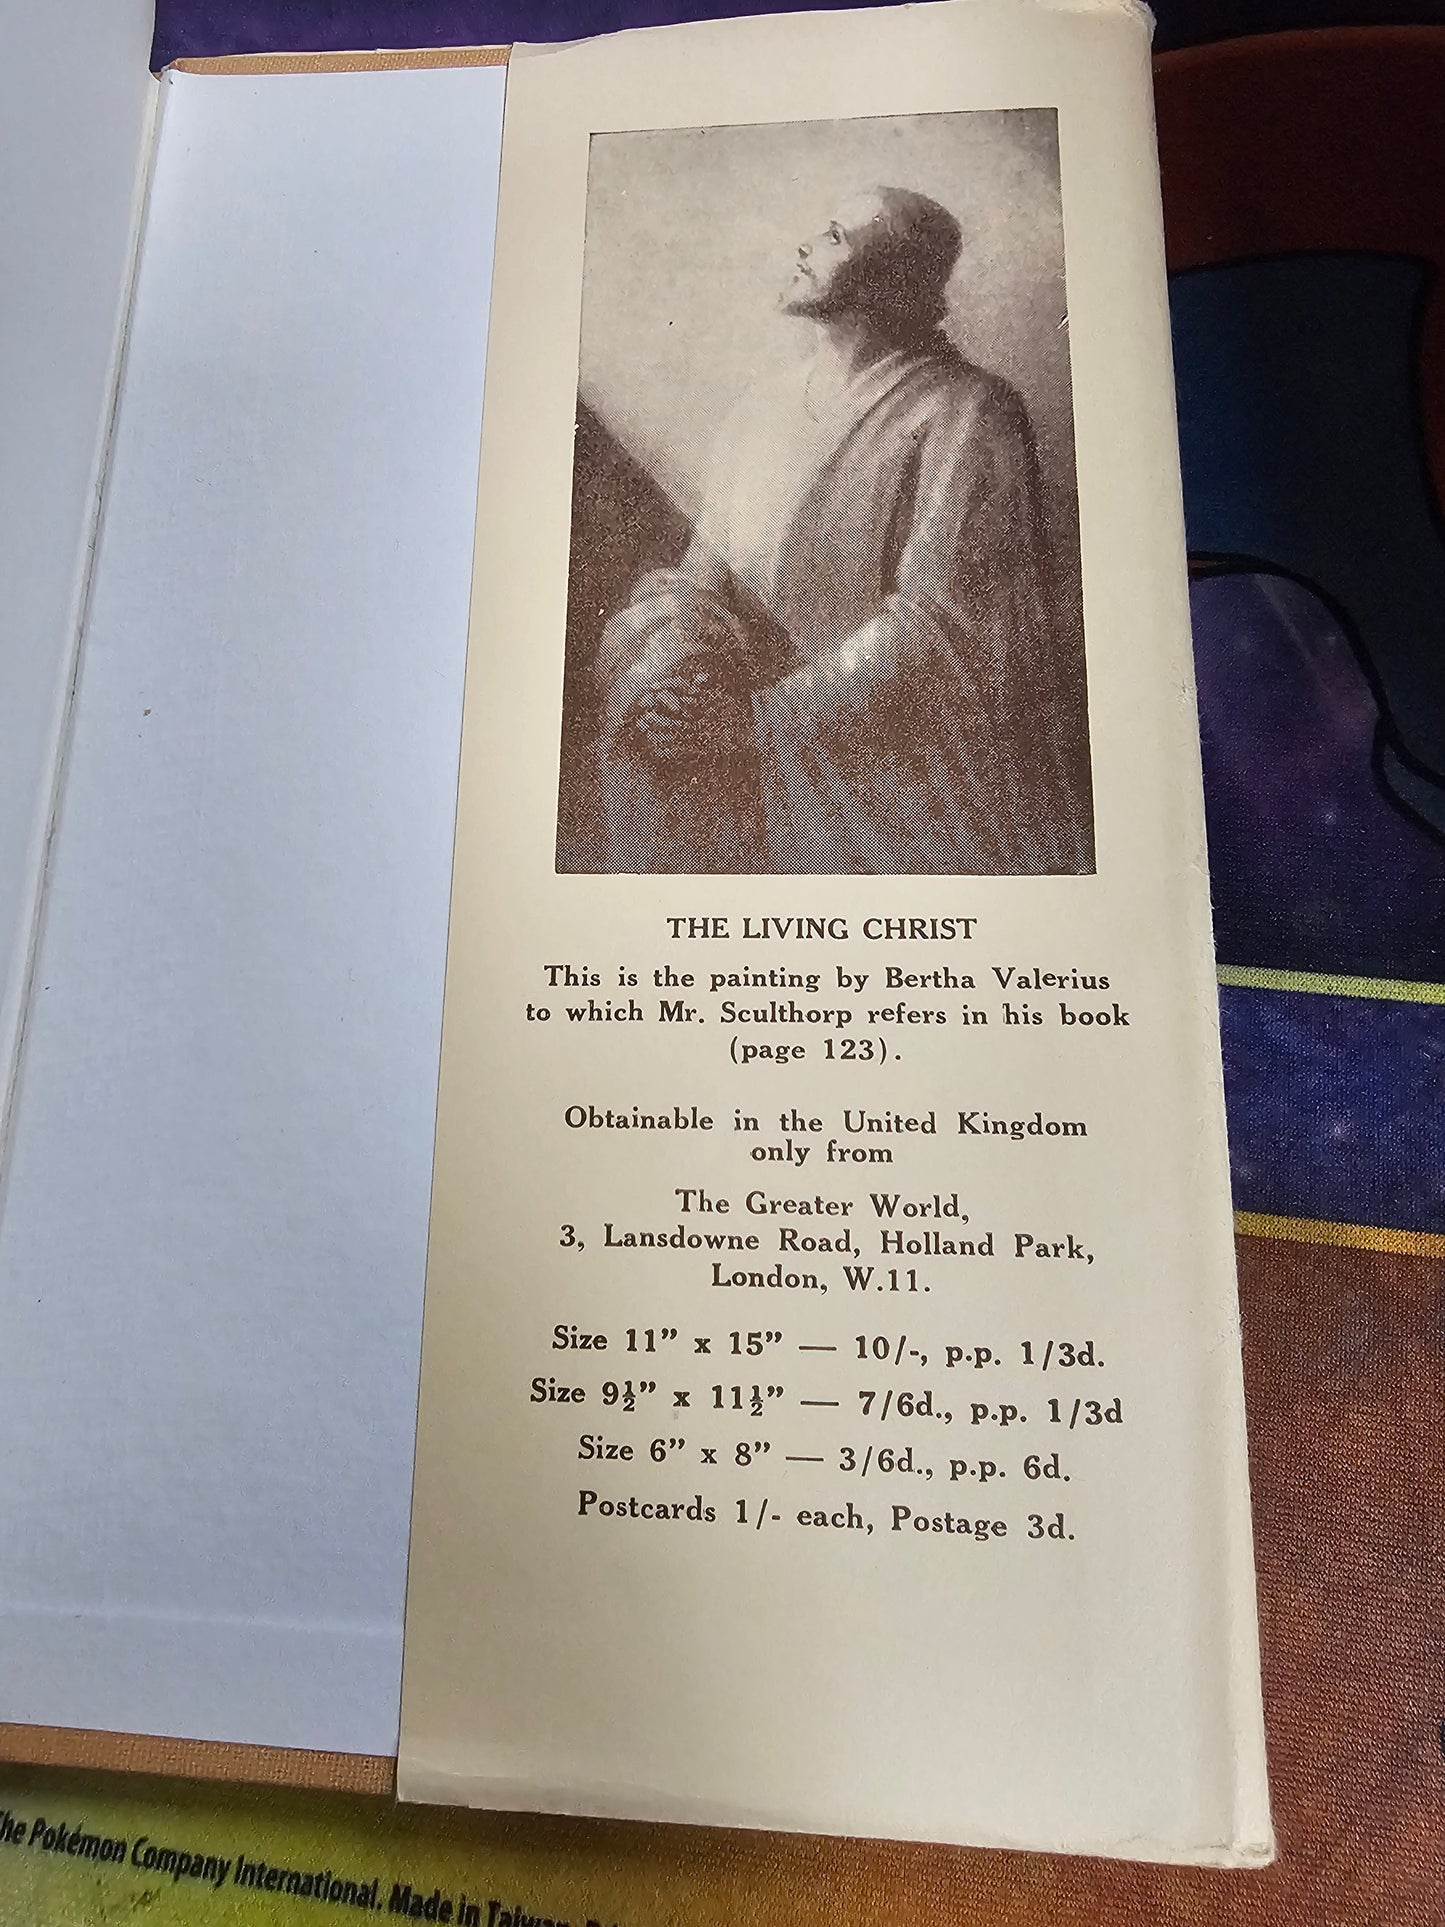 THE LIVING CHRIST
This is the painting by Bertha Valerius
to which Mr. Sculthorp refers in his book
(page 123).
Obtainable in the United Kingdom
only from
The Greater World,
3, Lansdowne Road, Holland Park,
London, W.11.
Size 11” x 15” — 10/-, p.p. 1/3d.
Size 9½” x 11½” — 7/6d., p.p. 1/3d
Size 6” x 8” — 3/6d., p.p. 6d.
Postcards 1/- each, Postage 3d.
he Pokémon Company International. Made in